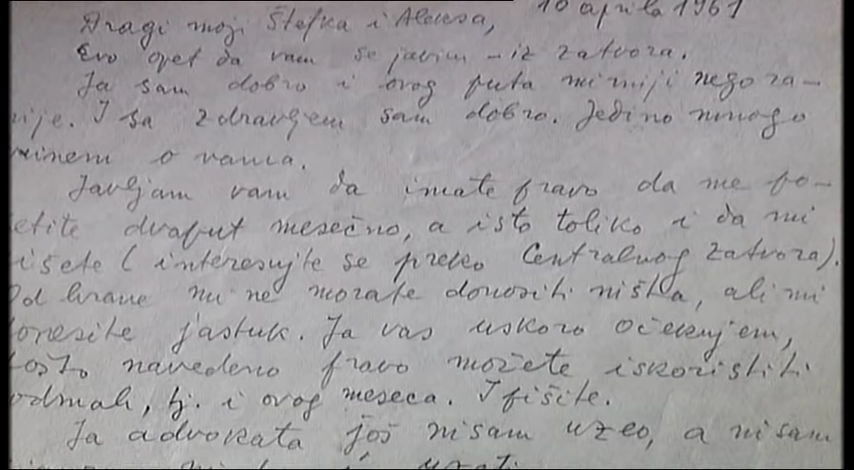 10 aprila 1961
Dragi moji Štefka i Aleksa,
Evo opet da vam se javim – iz zatvora.
Ja sam dobro i ovog puta mirniji nego ra-
nije. I sa zdravljem sam dobro. Jedino mnogo
brinem o vama.
Javljam vam da imate pravo da me po-
setite dvaput mesečno, a isto toliko i da mi
pišete (interesujte se preko Centralnog zatvora).
Od hrane mi ne morate donositi ništa, ali mi
donesite jastuk. Ja vas uskoro očekujem,
pošto navedeno pravo možete iskoristiti
odmah, tj. i ovog meseca. I pišite.
Ja advokata još nisam uzeo, a nisam
uzeti